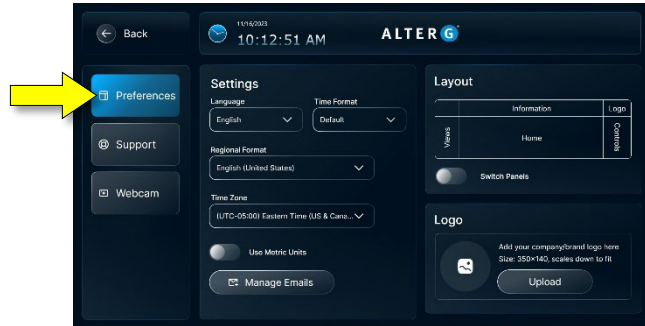 Back
11/16/2023
10:12:51 AM
ALTER G
Preferences
Support
Webcam
Settings
Language
Time Format
English
Default
Regional Format
English (United States)
Time Zone
(UTC-05:00) Eastern Time (US & Cana...
Use Metric Units
Manage Emails
Layout
Information
Logo
Views
Home
Controls
Switch Panels
Logo
Add your company/brand logo here
Size: 350×140, scales down to fit
Upload